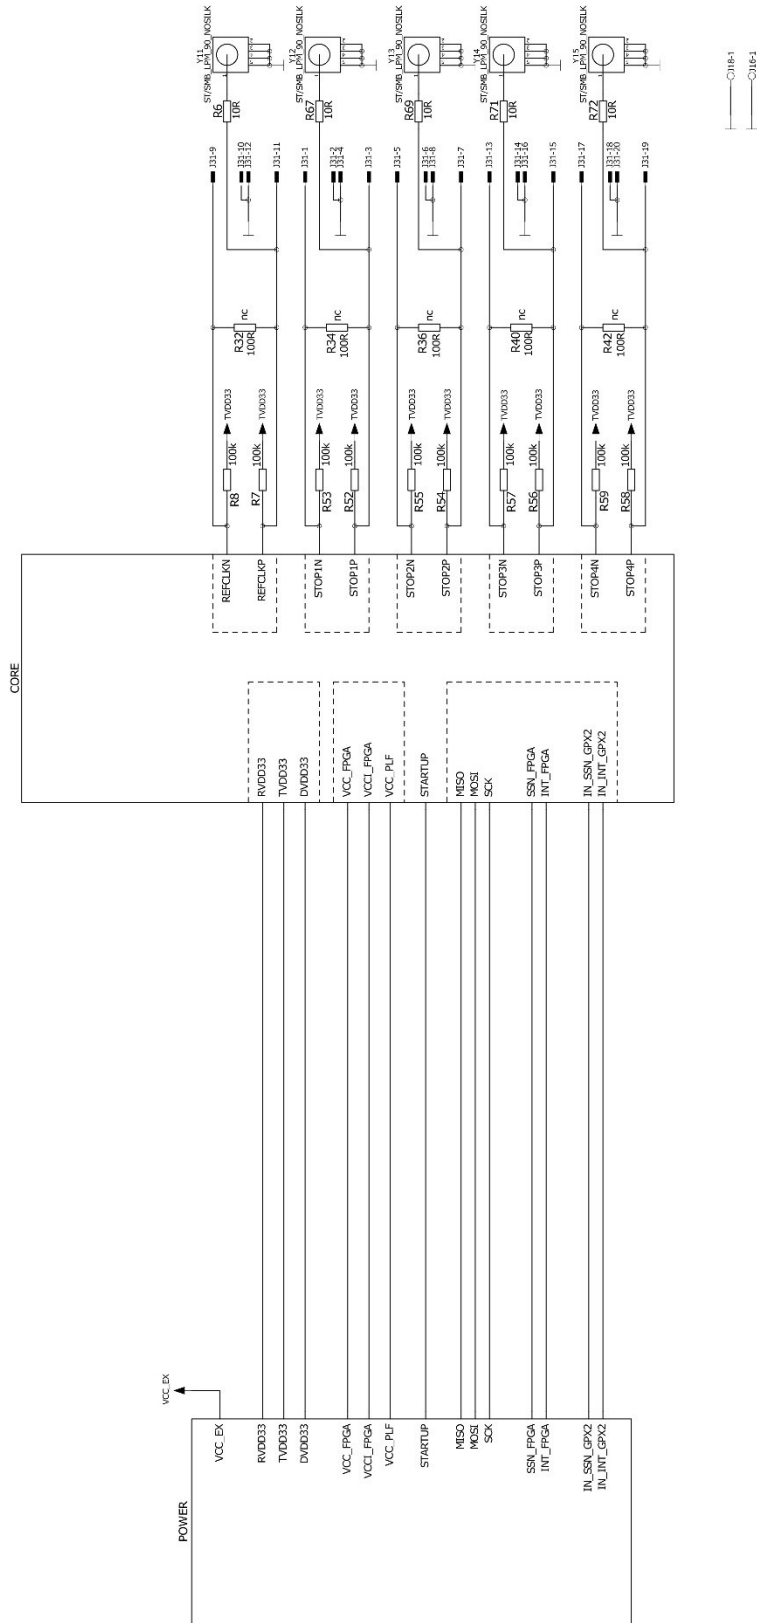 Y11
ST/SMB_LPM_90_NOSILK
Y12
ST/SMB_LPM_90_NOSILK
Y13
ST/SMB_LPM_90_NOSILK
Y14
ST/SMB_LPM_90_NOSILK
Y15
ST/SMB_LPM_90_NOSILK
J18-1
J16-1
R6
10R
R67
10R
R69
10R
R71
10R
R72
10R
J31-9
J31-10
J31-12
J31-11
J31-1
J31-2
J31-4
J31-3
J31-5
J31-6
J31-8
J31-7
J31-13
J31-14
J31-16
J31-15
J31-17
J31-18
J31-20
J31-19
nc
R32
100R
nc
R34
100R
nc
R36
100R
nc
R40
100R
nc
R42
100R
TVDD33
TVDD33
TVDD33
TVDD33
TVDD33
TVDD33
TVDD33
TVDD33
TVDD33
TVDD33
100k
R8
100k
R7
100k
R53
100k
R52
100k
R55
100k
R54
100k
R57
100k
R56
100k
R59
100k
R58
REFCLKN
REFCLKP
STOP1N
STOP1P
STOP2N
STOP2P
STOP3N
STOP3P
STOP4N
STOP4P
CORE
RVDD33
TVDD33
DVDD33
VCC_FPGA
VCCI_FPGA
VCC_PLF
STARTUP
MISO
MOSI
SCK
SSN_FPGA
INT_FPGA
IN_SSN_GPX2
IN_INT_GPX2
VCC_EX
VCC_EX
RVDD33
TVDD33
DVDD33
VCC_FPGA
VCCI_FPGA
VCC_PLF
STARTUP
MISO
MOSI
SCK
SSN_FPGA
INT_FPGA
IN_SSN_GPX2
IN_INT_GPX2
POWER